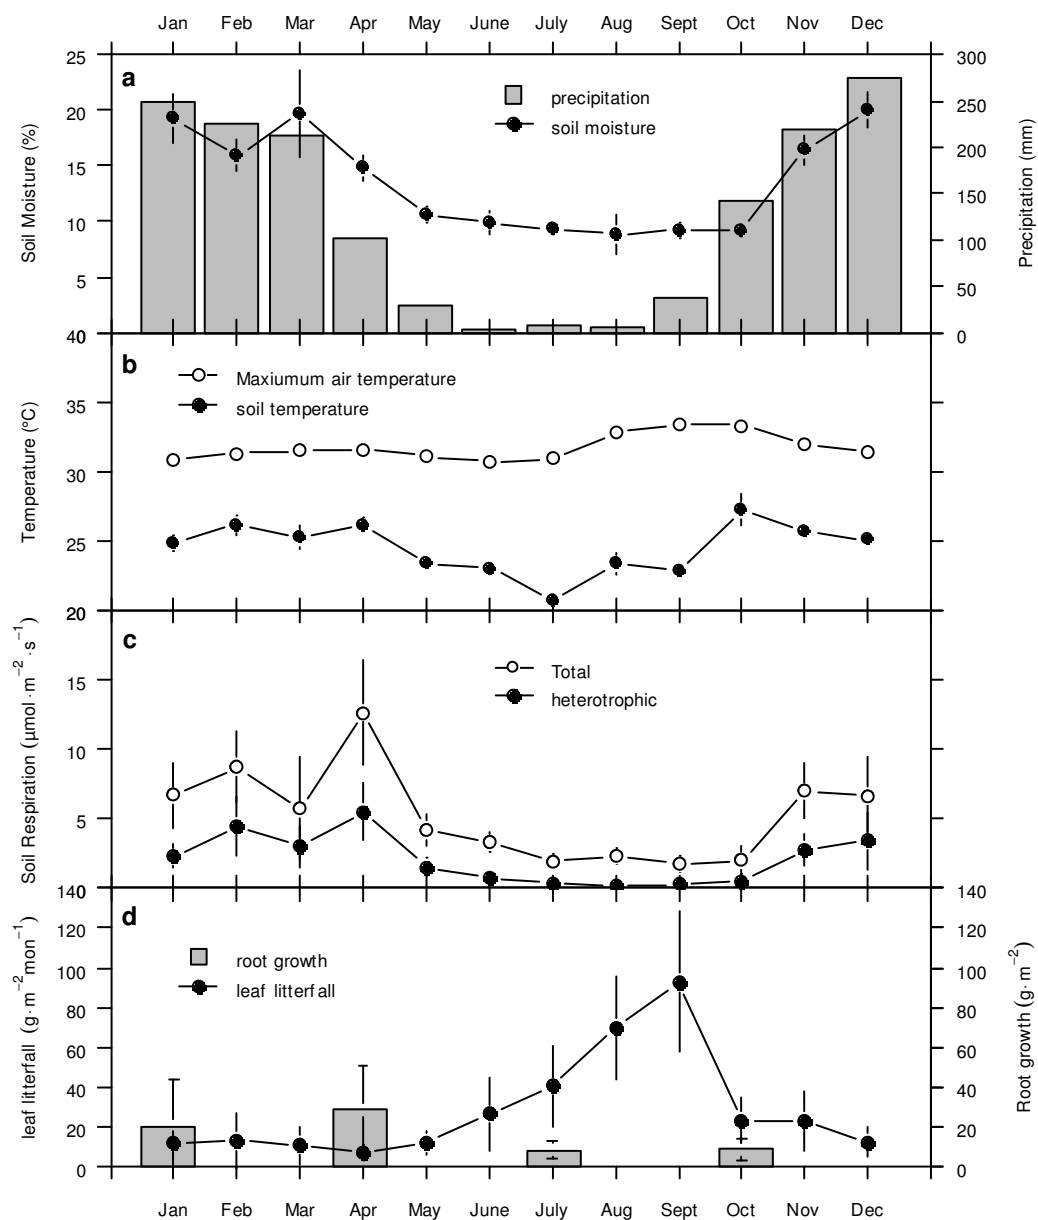 Jan Feb Mar Apr May June July Aug Sept Oct Nov Dec
a
precipitation
soil moisture
Soil Moisture (%)
25
20
15
10
5
Precipitation (mm)
300
250
200
150
100
50
0
b
Maxiumum air temperature
soil temperature
Temperature (°C)
40
35
30
25
20
c
Total
heterotrophic
Soil Respiration (μmol·m⁻²·s⁻¹)
20
15
10
5
d
root growth
leaf litterfall
leaf litterfall (g·m⁻²mon⁻¹)
140
120
100
80
60
40
20
0
Root growth (g·m⁻²)
140
120
100
80
60
40
20
0
Jan Feb Mar Apr May June July Aug Sept Oct Nov Dec